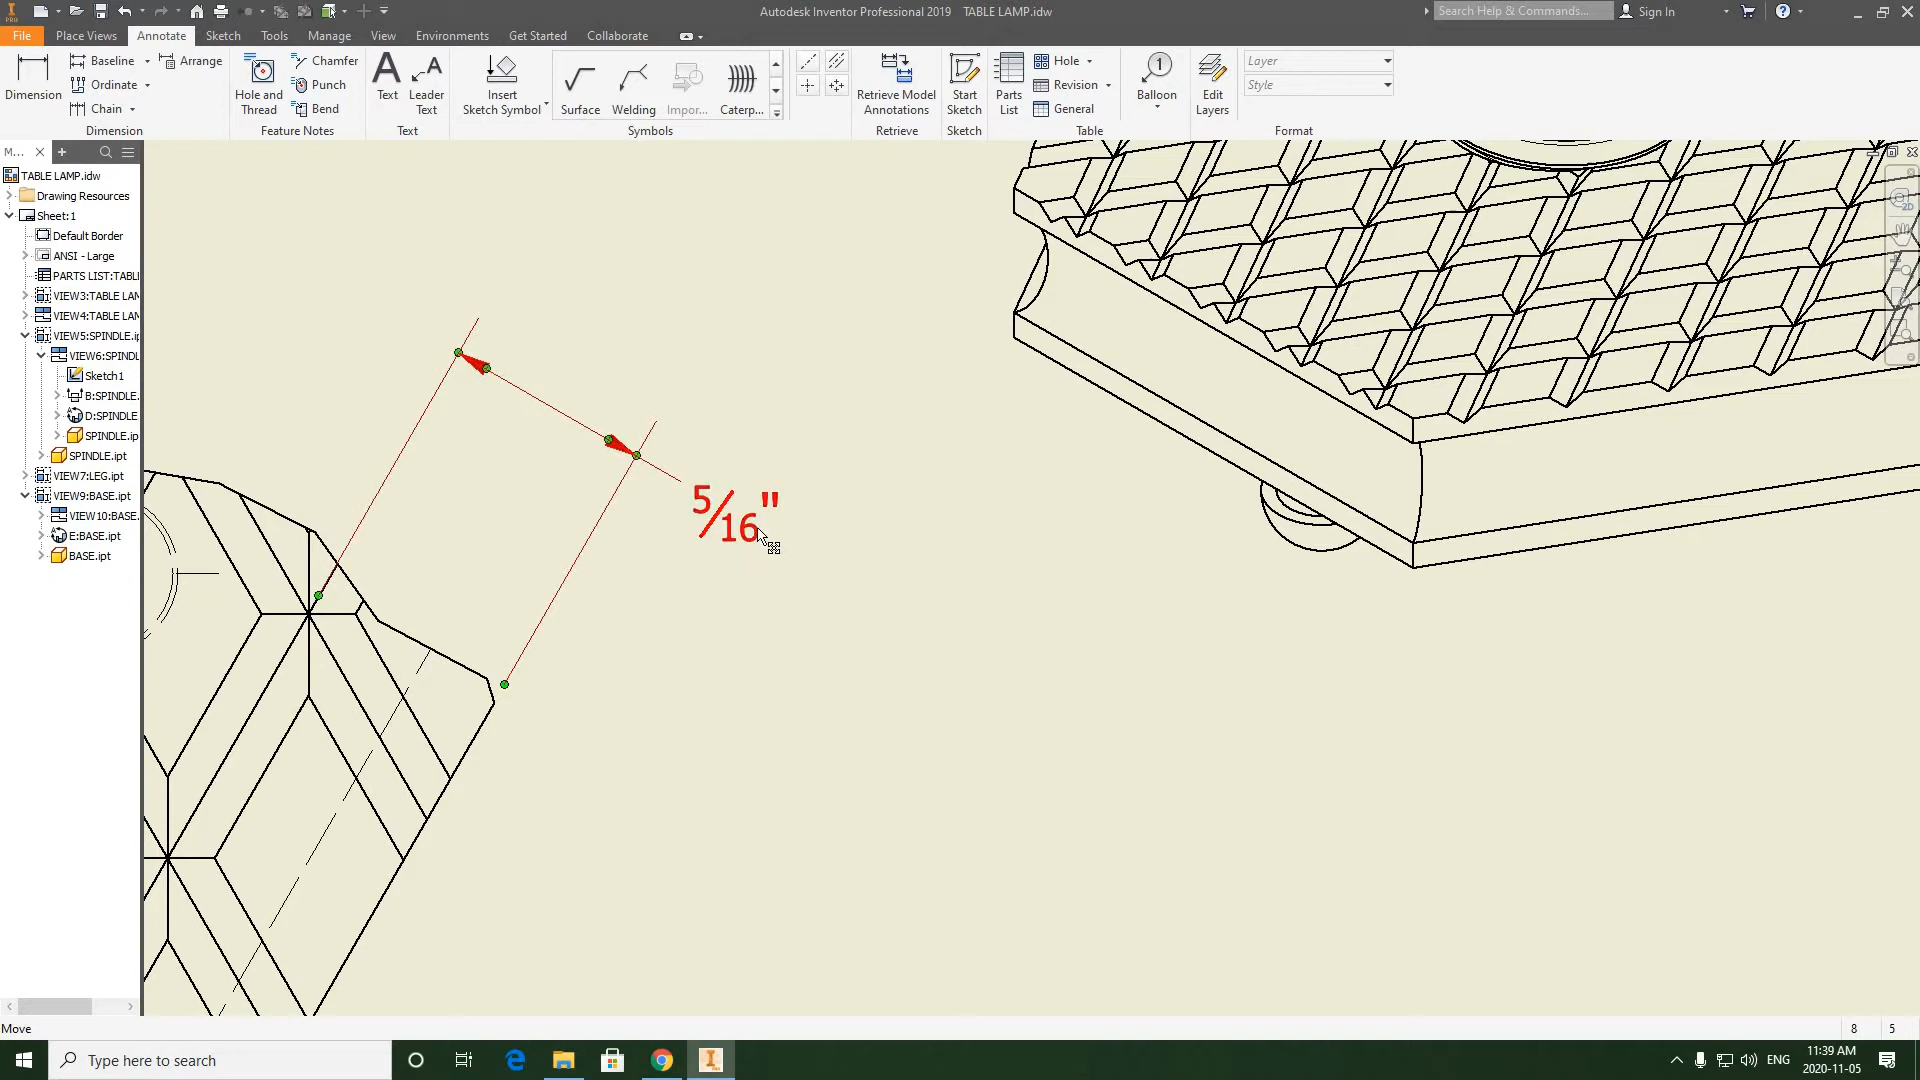 Autodesk Inventor Professional 2019 TABLE LAMP.idw
Search Help & Commands...
Sign In
File
Place Views
Annotate
Sketch
Tools
Manage
View
Environments
Get Started
Collaborate
Dimension
Baseline
Arrange
Ordinate
Chain
Dimension
Hole and Thread
Chamfer
Punch
Bend
Feature Notes
Text
Leader Text
Text
Insert Sketch Symbol
Surface
Welding
Impor...
Caterp...
Symbols
Retrieve Model Annotations
Retrieve
Start Sketch
Sketch
Parts List
Hole
Revision
General
Table
Balloon
Edit Layers
Layer
Style
Format
M...
TABLE LAMP.idw
Drawing Resources
Sheet:1
Default Border
ANSI - Large
PARTS LIST:TABL
VIEW3:TABLE LAM
VIEW4:TABLE LAM
VIEW5:SPINDLE.ip
VIEW6:SPINDL
Sketch1
B:SPINDLE.
D:SPINDLE
SPINDLE.ip
SPINDLE.ipt
VIEW7:LEG.ipt
VIEW9:BASE.ipt
VIEW10:BASE.
E:BASE.ipt
BASE.ipt
5/16"
2D
Move
8 5
Type here to search
ENG
11:39 AM
2020-11-05